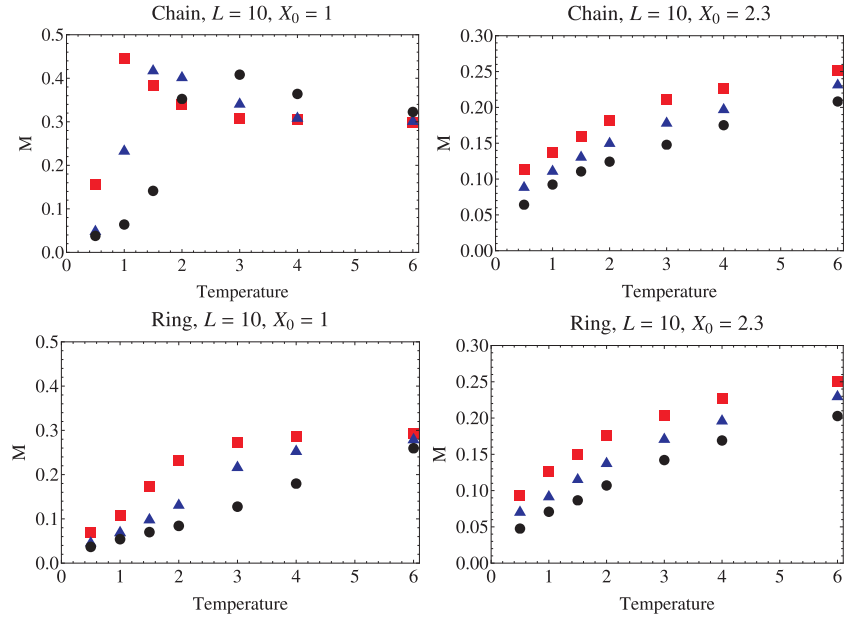 Chain, L = 10, X₀ = 1
M
0.5
0.4
0.3
0.2
0.1
0.0
0 1 2 3 4 5 6
Temperature
Chain, L = 10, X₀ = 2.3
M
0.30
0.25
0.20
0.15
0.10
0.05
0.00
0 1 2 3 4 5 6
Temperature
Ring, L = 10, X₀ = 1
M
0.5
0.4
0.3
0.2
0.1
0.0
0 1 2 3 4 5 6
Temperature
Ring, L = 10, X₀ = 2.3
M
0.30
0.25
0.20
0.15
0.10
0.05
0.00
0 1 2 3 4 5 6
Temperature